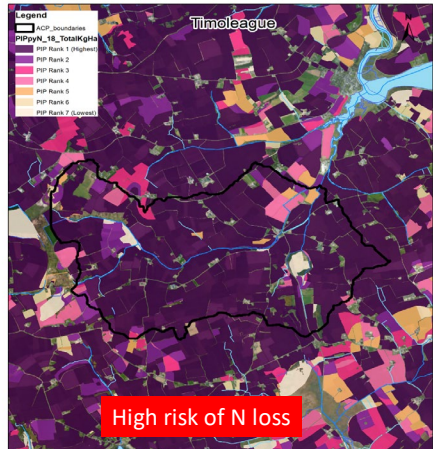 Timoleague
Legend
ACP_boundaries
PIPpyN_18_TotalKgHa
PIP Rank 1 (Highest)
PIP Rank 2
PIP Rank 3
PIP Rank 4
PIP Rank 5
PIP Rank 6
PIP Rank 7 (Lowest)
High risk of N loss